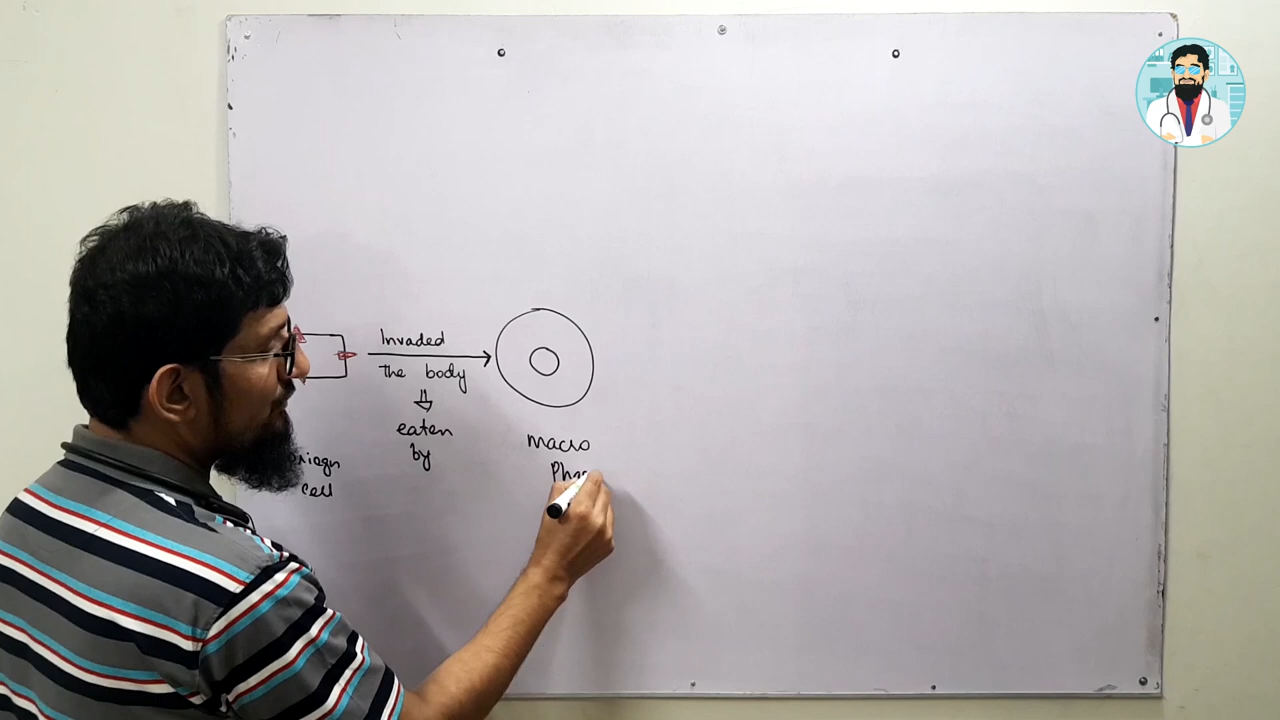 Invaded
the body
eaten
by
cell
macro
Pha